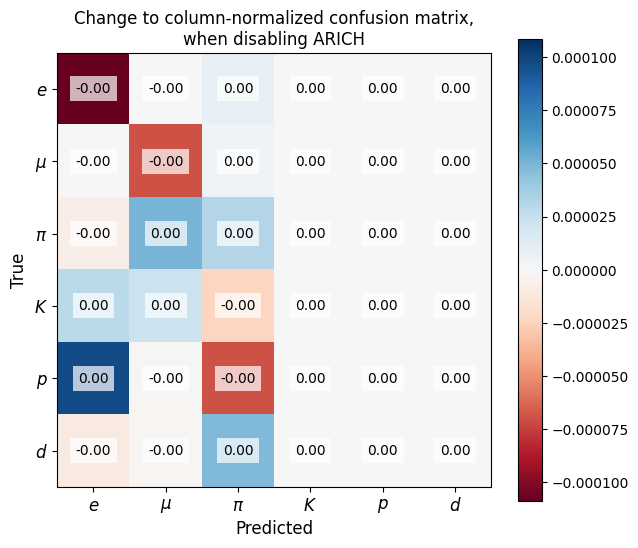 Change to column-normalized confusion matrix,
when disabling ARICH
True
e -0.00 -0.00 0.00 0.00 0.00 0.00
μ -0.00 -0.00 0.00 0.00 0.00 0.00
π -0.00 0.00 0.00 0.00 0.00 0.00
K 0.00 0.00 -0.00 0.00 0.00 0.00
p 0.00 -0.00 -0.00 0.00 0.00 0.00
d -0.00 -0.00 0.00 0.00 0.00 0.00
e μ π K p d
Predicted
0.000100
0.000075
0.000050
0.000025
0.000000
−0.000025
−0.000050
−0.000075
−0.000100